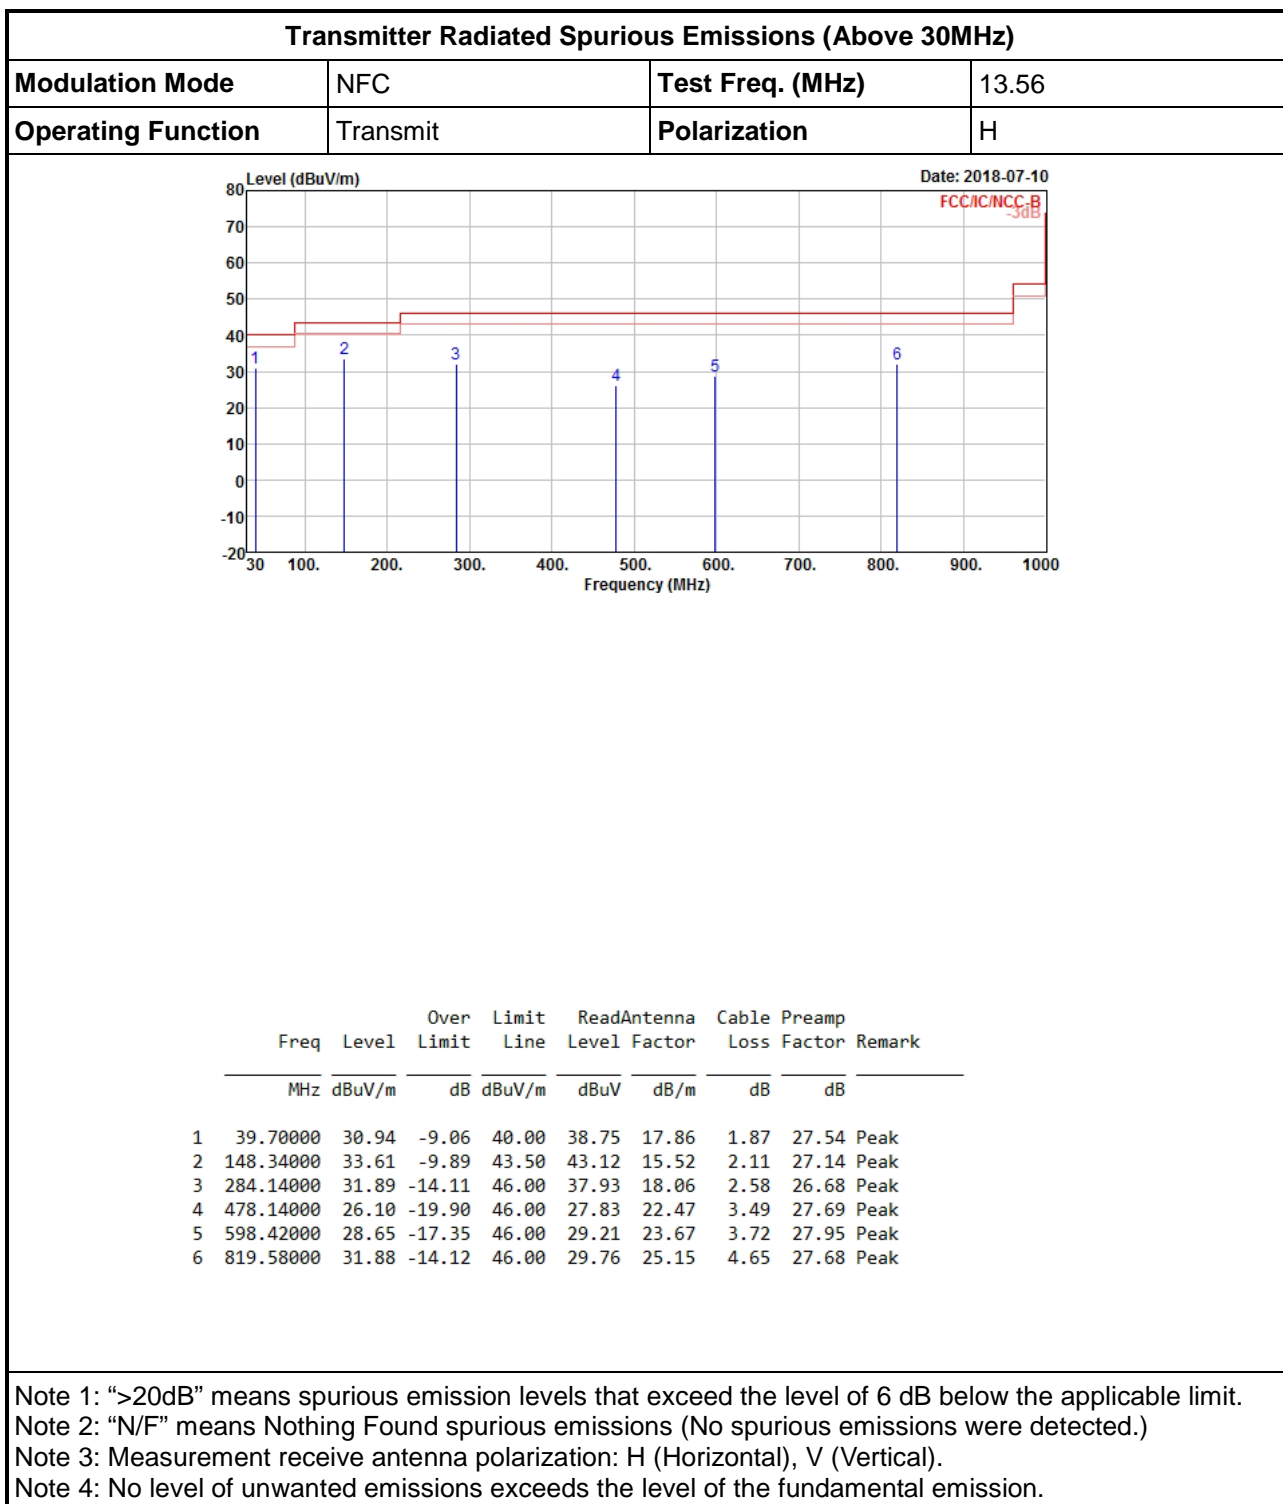 Transmitter Radiated Spurious Emissions (Above 30MHz)
Modulation Mode NFC Test Freq. (MHz) 13.56
Operating Function Transmit Polarization H
Level (dBuV/m) Date: 2018-07-10
80
FCC/IC/NCC-B
-3dB
70
60
50
40
30
20
10
0
-10
-20
1 2 3 4 5 6
30 100. 200. 300. 400. 500. 600. 700. 800. 900. 1000
Frequency (MHz)
Over Limit ReadAntenna Cable Preamp
Freq Level Limit Line Level Factor Loss Factor Remark
MHz dBuV/m dB dBuV/m dBuV dB/m dB dB
1 39.70000 30.94 -9.06 40.00 38.75 17.86 1.87 27.54 Peak
2 148.34000 33.61 -9.89 43.50 43.12 15.52 2.11 27.14 Peak
3 284.14000 31.89 -14.11 46.00 37.93 18.06 2.58 26.68 Peak
4 478.14000 26.10 -19.90 46.00 27.83 22.47 3.49 27.69 Peak
5 598.42000 28.65 -17.35 46.00 29.21 23.67 3.72 27.95 Peak
6 819.58000 31.88 -14.12 46.00 29.76 25.15 4.65 27.68 Peak
Note 1: “>20dB” means spurious emission levels that exceed the level of 6 dB below the applicable limit.
Note 2: “N/F” means Nothing Found spurious emissions (No spurious emissions were detected.)
Note 3: Measurement receive antenna polarization: H (Horizontal), V (Vertical).
Note 4: No level of unwanted emissions exceeds the level of the fundamental emission.